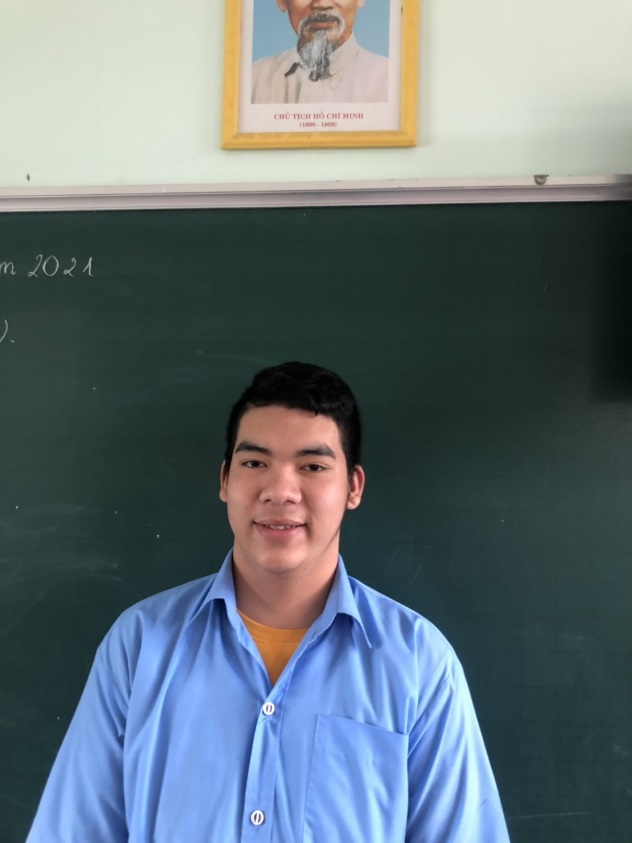 CHỦ TỊCH HỒ CHÍ MINH
(1890 - 1969)
m 2021
).